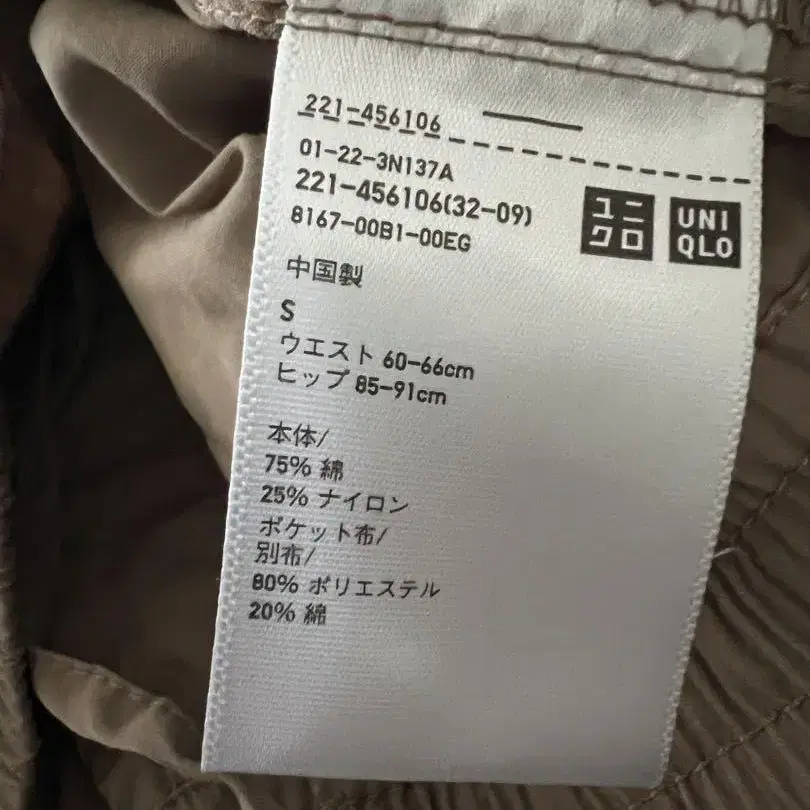 221-456106
01-22-3N137A
221-456106(32-09)
8167-00B1-00EG
ユニ
クロ
UNI
QLO
中国製
S
ウエスト 60-66cm
ヒップ 85-91cm
本体/
75% 綿
25% ナイロン
ポケット布/
別布/
80% ポリエステル
20% 綿